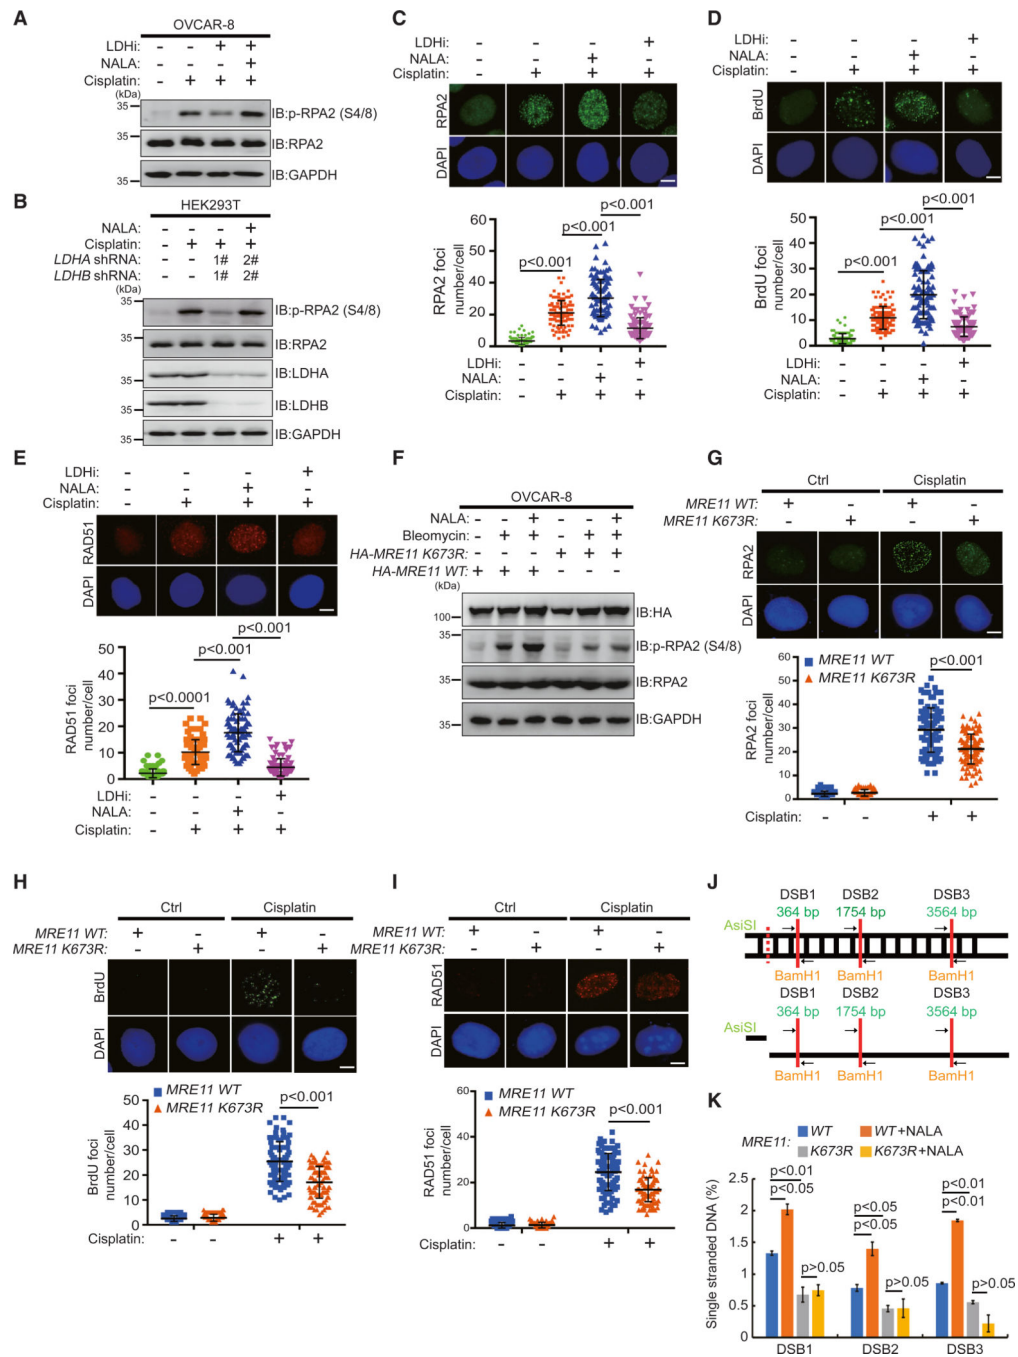 A
OVCAR-8
LDHi: - - + +
NALA: - - - +
Cisplatin: - + + +
(kDa)
35
IB:p-RPA2 (S4/8)
35
IB:RPA2
35
IB:GAPDH
B
HEK293T
NALA: - - - +
Cisplatin: - + + +
LDHA shRNA: - - 1# 2#
LDHB shRNA: - - 1# 2#
(kDa)
35
IB:p-RPA2 (S4/8)
35
IB:RPA2
35
IB:LDHA
35
IB:LDHB
35
IB:GAPDH
C
LDHi: - - - +
NALA: - - + -
Cisplatin: - + + +
RPA2
DAPI
p<0.001
p<0.001
p<0.001
RPA2 foci
number/cell
60
50
40
30
20
10
0
LDHi: - - - +
NALA: - - + -
Cisplatin: - + + +
D
LDHi: - - - +
NALA: - - + -
Cisplatin: - + + +
BrdU
DAPI
p<0.001
p<0.001
p<0.001
BrdU foci
number/cell
50
40
30
20
10
0
LDHi: - - - +
NALA: - - + -
Cisplatin: - + + +
E
LDHi: - - - +
NALA: - - + -
Cisplatin: - + + +
RAD51
DAPI
p<0.001
p<0.001
p<0.0001
RAD51 foci
number/cell
50
40
30
20
10
0
LDHi: - - - +
NALA: - - + -
Cisplatin: - + + +
F
OVCAR-8
NALA: - - + - - +
Bleomycin: - + + - + +
HA-MRE11 K673R: - - - + + +
HA-MRE11 WT: + + + - - -
(kDa)
100
IB:HA
35
IB:p-RPA2 (S4/8)
35
IB:RPA2
35
IB:GAPDH
G
Ctrl Cisplatin
MRE11 WT: + - + -
MRE11 K673R: - + - +
RPA2
DAPI
MRE11 WT
MRE11 K673R
p<0.001
RPA2 foci
number/cell
60
50
40
30
20
10
0
Cisplatin: - - + +
H
Ctrl Cisplatin
MRE11 WT: + - + -
MRE11 K673R: - + - +
BrdU
DAPI
MRE11 WT
MRE11 K673R
p<0.001
BrdU foci
number/cell
50
40
30
20
10
0
Cisplatin: - - + +
I
Ctrl Cisplatin
MRE11 WT: + - + -
MRE11 K673R: - + - +
RAD51
DAPI
MRE11 WT
MRE11 K673R
p<0.001
RAD51 foci
number/cell
60
40
20
0
Cisplatin: - - + +
J
DSB1 DSB2 DSB3
364 bp 1754 bp 3564 bp
AsiSI
BamH1 BamH1 BamH1
DSB1 DSB2 DSB3
364 bp 1754 bp 3564 bp
AsiSI
BamH1 BamH1 BamH1
K
MRE11: WT WT+NALA
K673R K673R+NALA
Single stranded DNA (%)
2.5
2
1.5
1
0.5
0
p<0.01
p<0.05
p>0.05
p<0.05
p<0.05
p>0.05
p<0.01
p<0.01
p>0.05
DSB1 DSB2 DSB3